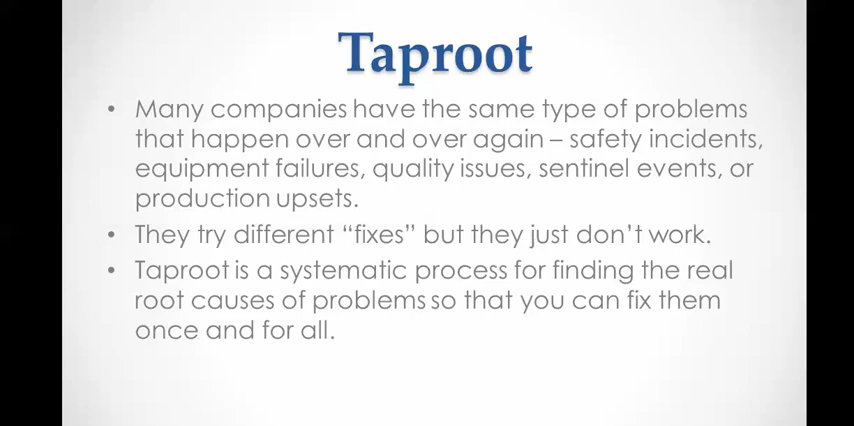 Taproot
• Many companies have the same type of problems
that happen over and over again – safety incidents,
equipment failures, quality issues, sentinel events, or
production upsets.
• They try different “fixes” but they just don’t work.
• Taproot is a systematic process for finding the real
root causes of problems so that you can fix them
once and for all.